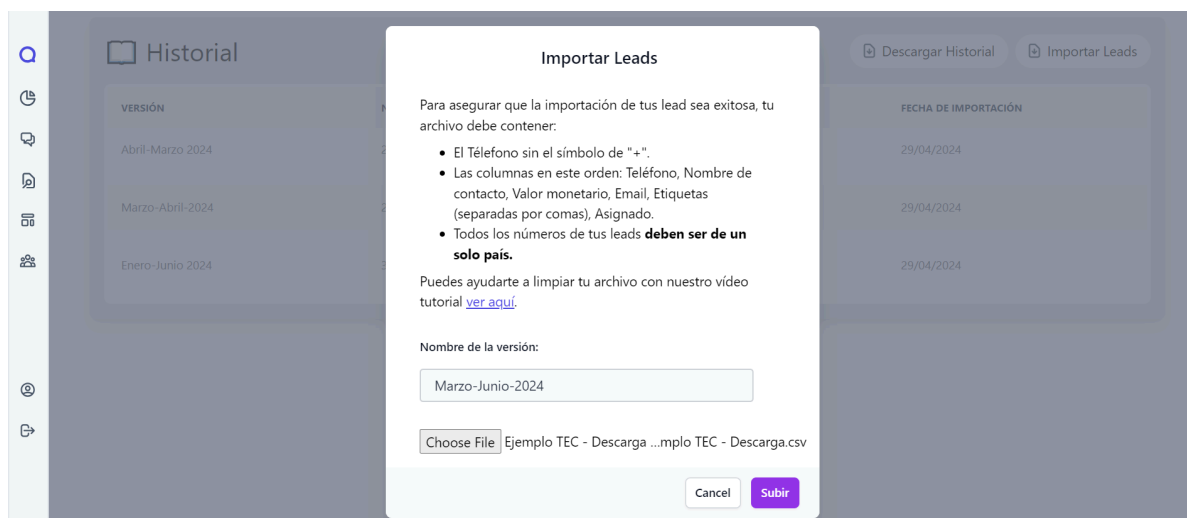 Historial
Descargar Historial
Importar Leads
VERSIÓN
FECHA DE IMPORTACIÓN
Abril-Marzo 2024
29/04/2024
Marzo-Abril-2024
29/04/2024
Enero-Junio 2024
29/04/2024
Importar Leads
Para asegurar que la importación de tus lead sea exitosa, tu
archivo debe contener:
El Télefono sin el símbolo de "+".
Las columnas en este orden: Teléfono, Nombre de
contacto, Valor monetario, Email, Etiquetas
(separadas por comas), Asignado.
Todos los números de tus leads deben ser de un
solo país.
Puedes ayudarte a limpiar tu archivo con nuestro vídeo
tutorial ver aquí.
Nombre de la versión:
Marzo-Junio-2024
Choose File Ejemplo TEC - Descarga ...mplo TEC - Descarga.csv
Cancel
Subir